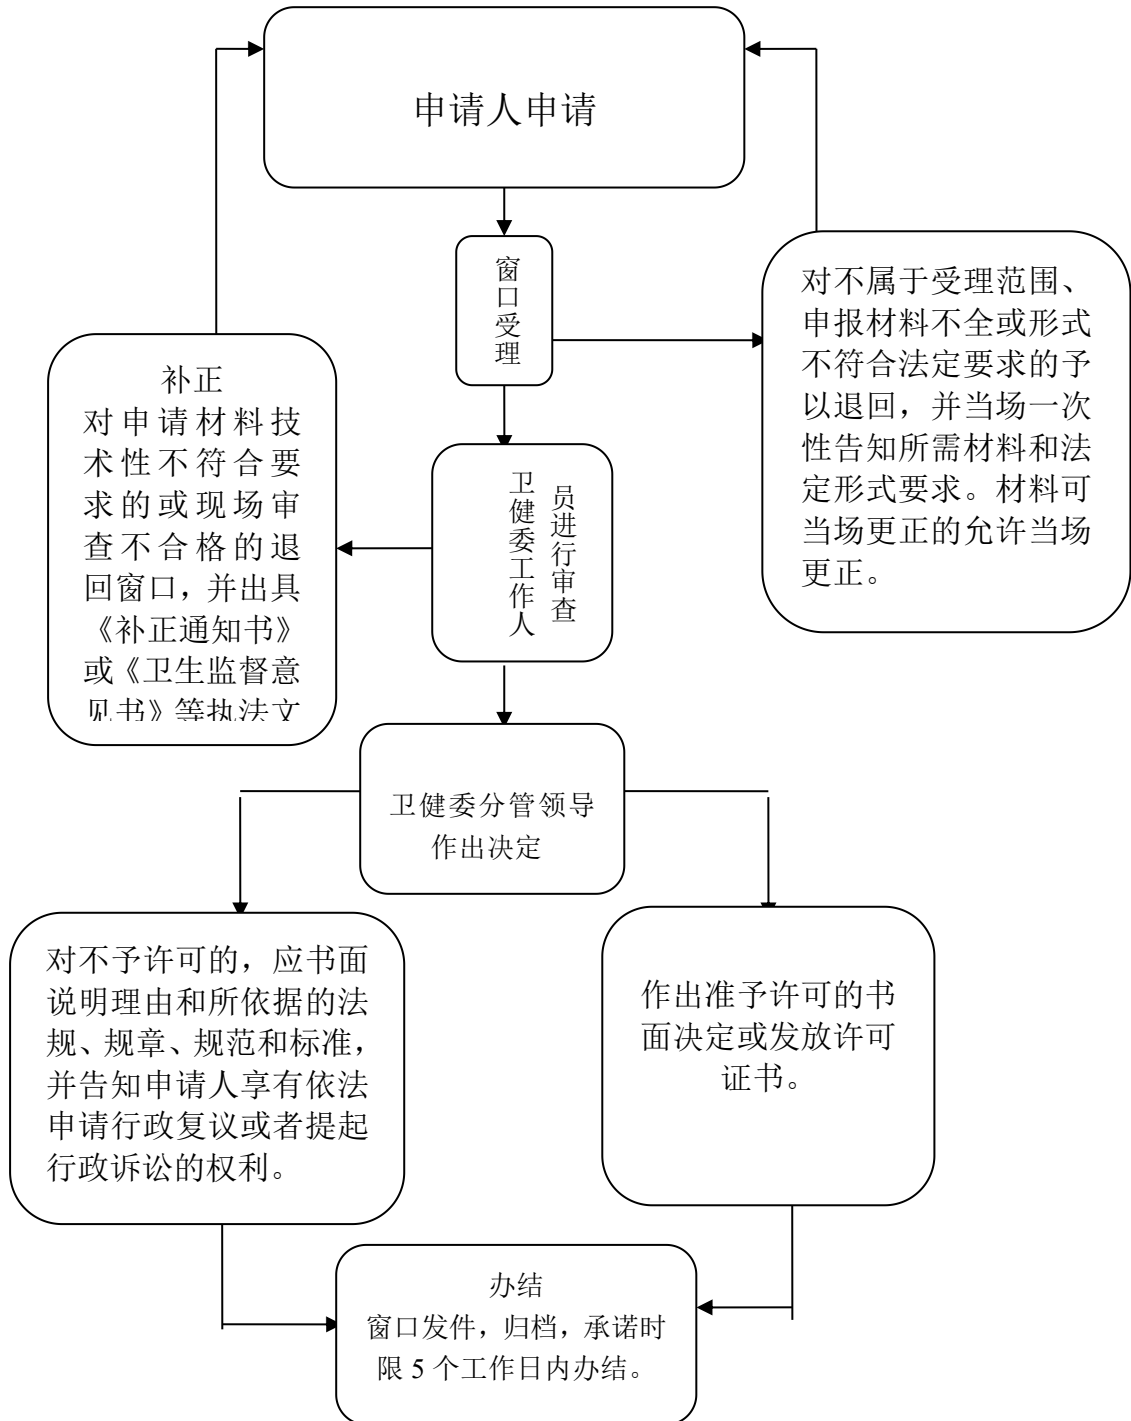 申请人申请
窗口受理
对不属于受理范围、
申报材料不全或形式
不符合法定要求的予
以退回，并当场一次
性告知所需材料和法
定形式要求。材料可
当场更正的允许当场
更正。
补正
对申请材料技
术性不符合要
求的或现场审
查不合格的退
回窗口，并出具
《补正通知书》
或《卫生监督意
见书》等执法文
卫健委工作人
员进行审查
卫健委分管领导
作出决定
对不予许可的，应书面
说明理由和所依据的法
规、规章、规范和标准，
并告知申请人享有依法
申请行政复议或者提起
行政诉讼的权利。
作出准予许可的书
面决定或发放许可
证书。
办结
窗口发件，归档，承诺时
限 5 个工作日内办结。